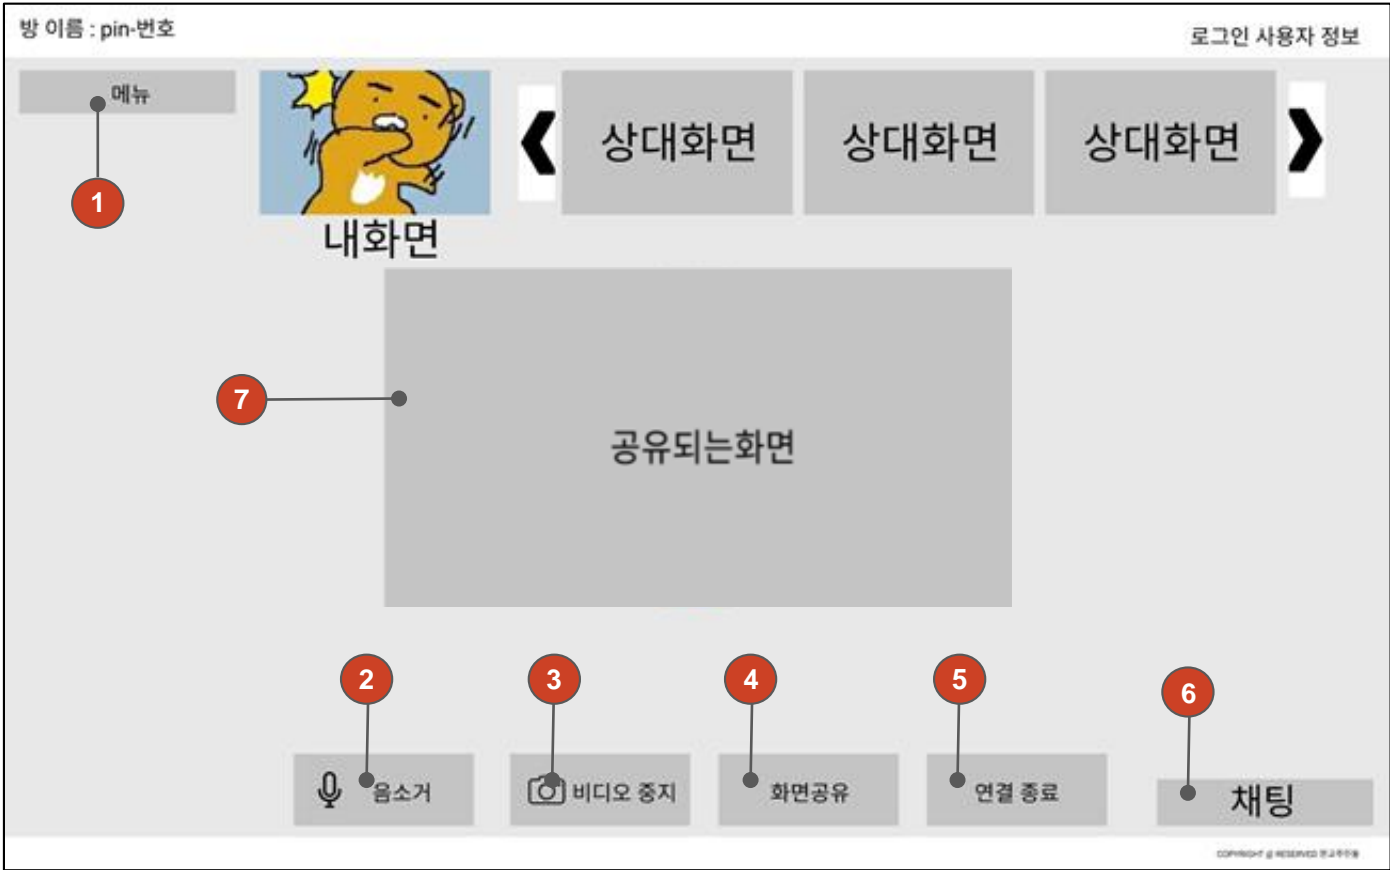 방 이름 : pin-번호
로그인 사용자 정보
메뉴
1
내화면
상대화면
상대화면
상대화면
7
공유되는화면
2
3
4
5
6
음소거
비디오 중지
화면공유
연결 종료
채팅
COPYRIGHT @ RESERVED